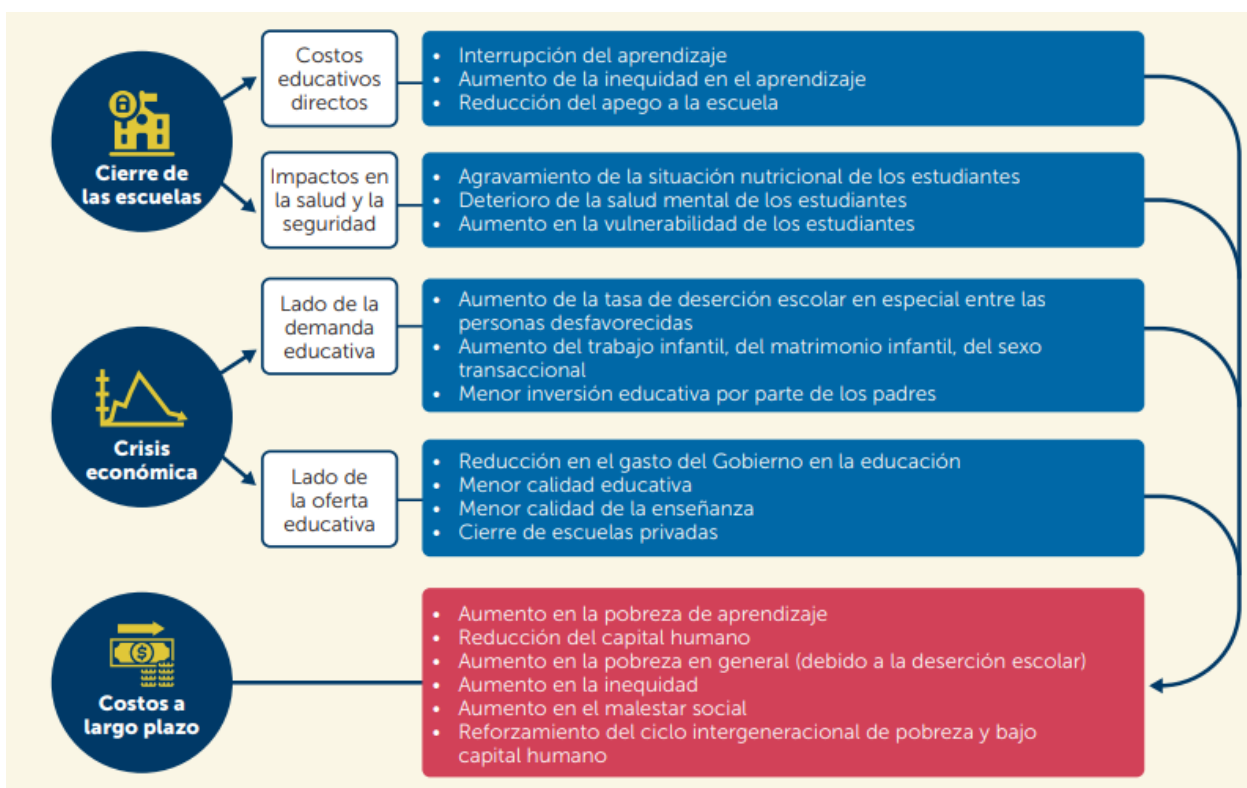 Cierre de
las escuelas
Costos
educativos
directos
• Interrupción del aprendizaje
• Aumento de la inequidad en el aprendizaje
• Reducción del apego a la escuela
Impactos en
la salud y la
seguridad
• Agravamiento de la situación nutricional de los estudiantes
• Deterioro de la salud mental de los estudiantes
• Aumento en la vulnerabilidad de los estudiantes
Crisis
económica
Lado de la
demanda
educativa
• Aumento de la tasa de deserción escolar en especial entre las
personas desfavorecidas
• Aumento del trabajo infantil, del matrimonio infantil, del sexo
transaccional
• Menor inversión educativa por parte de los padres
Lado de
la oferta
educativa
• Reducción en el gasto del Gobierno en la educación
• Menor calidad educativa
• Menor calidad de la enseñanza
• Cierre de escuelas privadas
$
Costos a
largo plazo
• Aumento en la pobreza de aprendizaje
• Reducción del capital humano
• Aumento en la pobreza en general (debido a la deserción escolar)
• Aumento en la inequidad
• Aumento en el malestar social
• Reforzamiento del ciclo intergeneracional de pobreza y bajo
capital humano